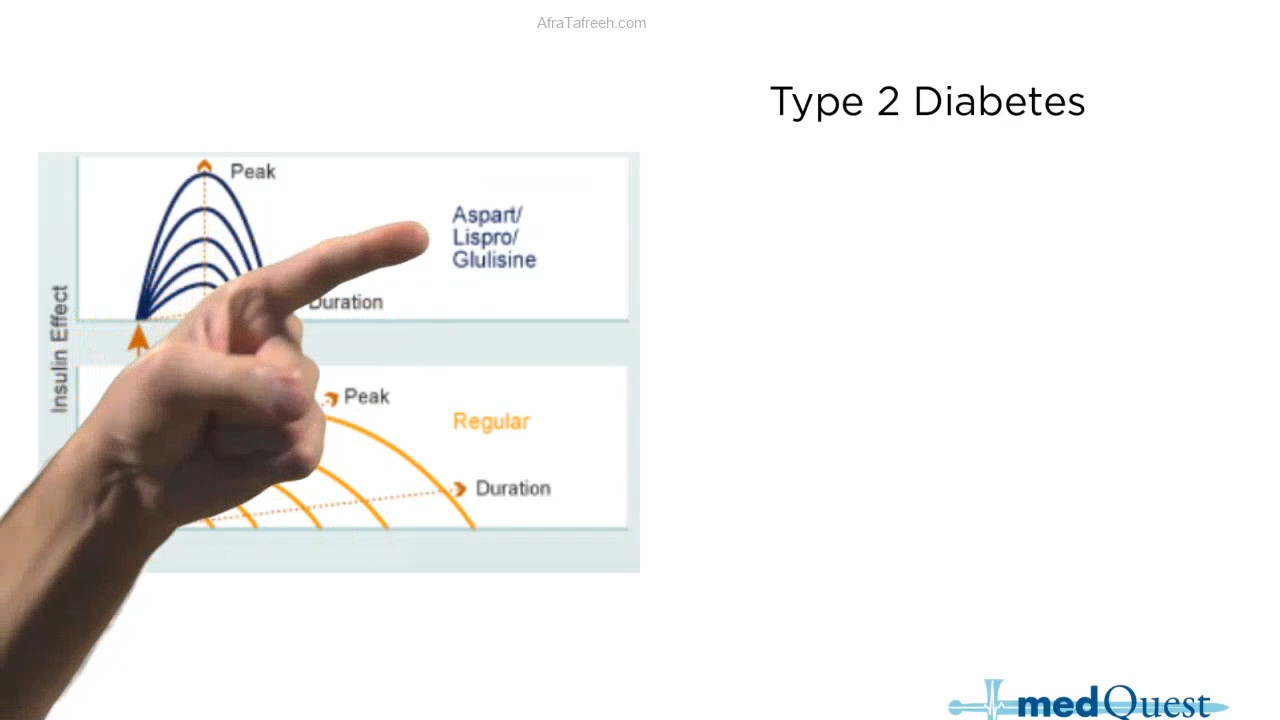 AfraTafreeh.com
Type 2 Diabetes
Peak
Aspart/
Lispro/
Glulisine
Duration
Insulin Effect
Peak
Regular
Duration
medQuest